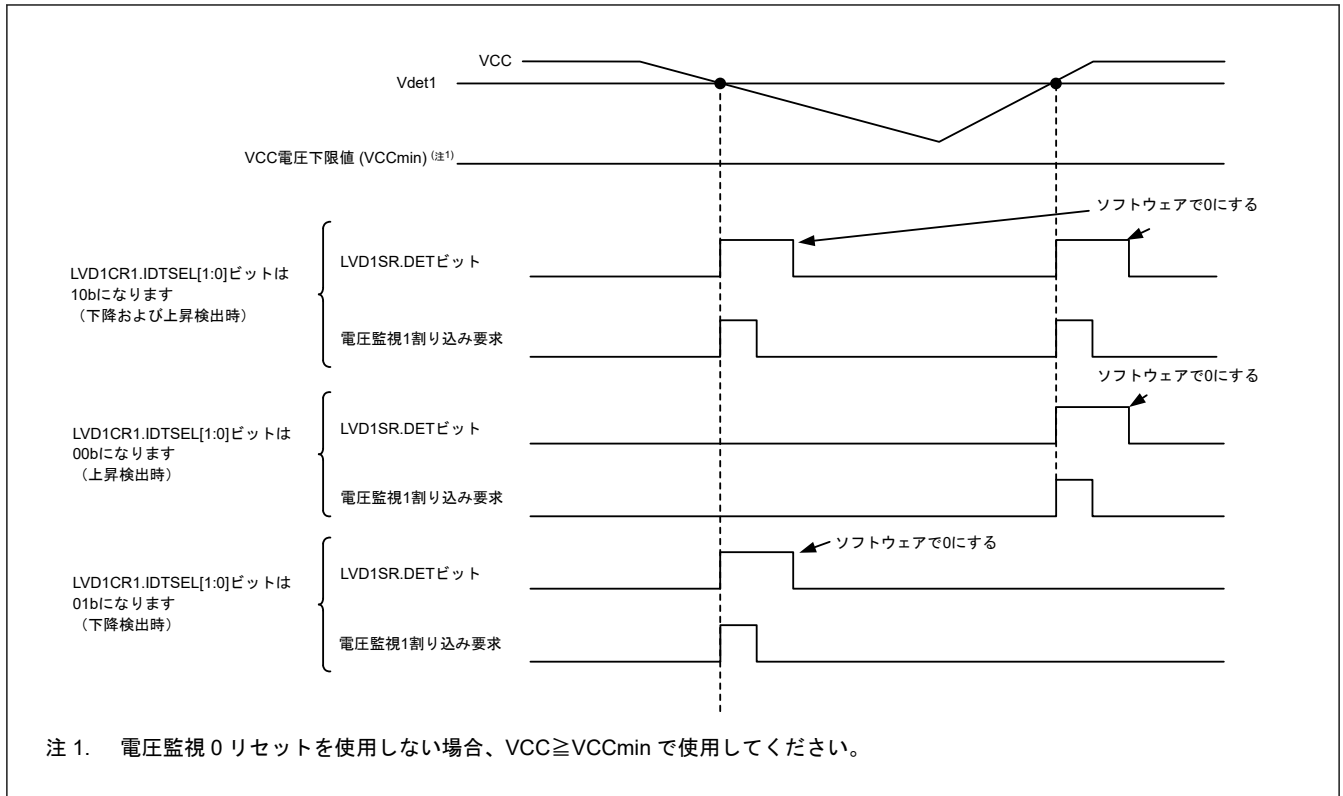 VCC
Vdet1
VCC電圧下限値 (VCCmin) (注1)
ソフトウェアで0にする
LVD1CR1.IDTSEL[1:0]ビットは
10bになります
（下降および上昇検出時）
LVD1SR.DETビット
電圧監視1割り込み要求
ソフトウェアで0にする
LVD1CR1.IDTSEL[1:0]ビットは
00bになります
（上昇検出時）
LVD1SR.DETビット
電圧監視1割り込み要求
ソフトウェアで0にする
LVD1CR1.IDTSEL[1:0]ビットは
01bになります
（下降検出時）
LVD1SR.DETビット
電圧監視1割り込み要求
注 1. 電圧監視 0 リセットを使用しない場合、VCC≧VCCmin で使用してください。